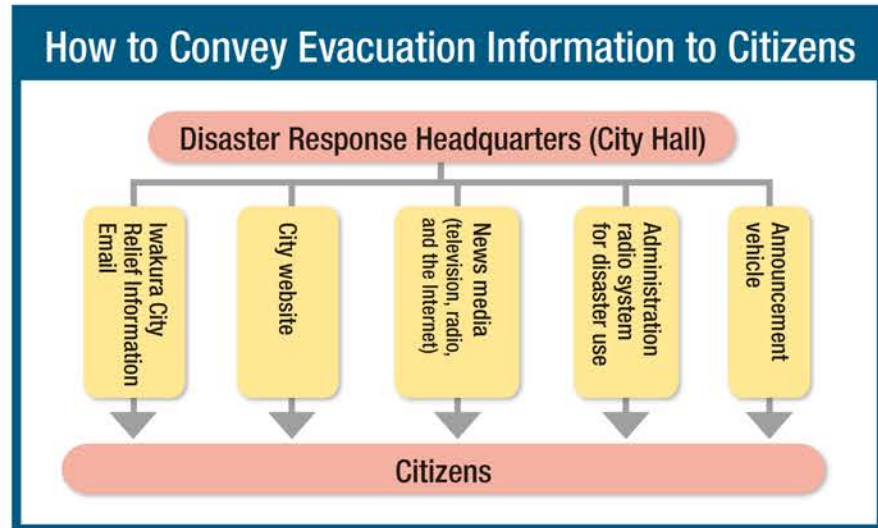 How to Convey Evacuation Information to Citizens
Disaster Response Headquarters (City Hall)
Iwakura City
Relief Information
Email
City website
News media
(television, radio,
and the Internet)
Administration
radio system
for disaster use
Announcement
vehicle
Citizens